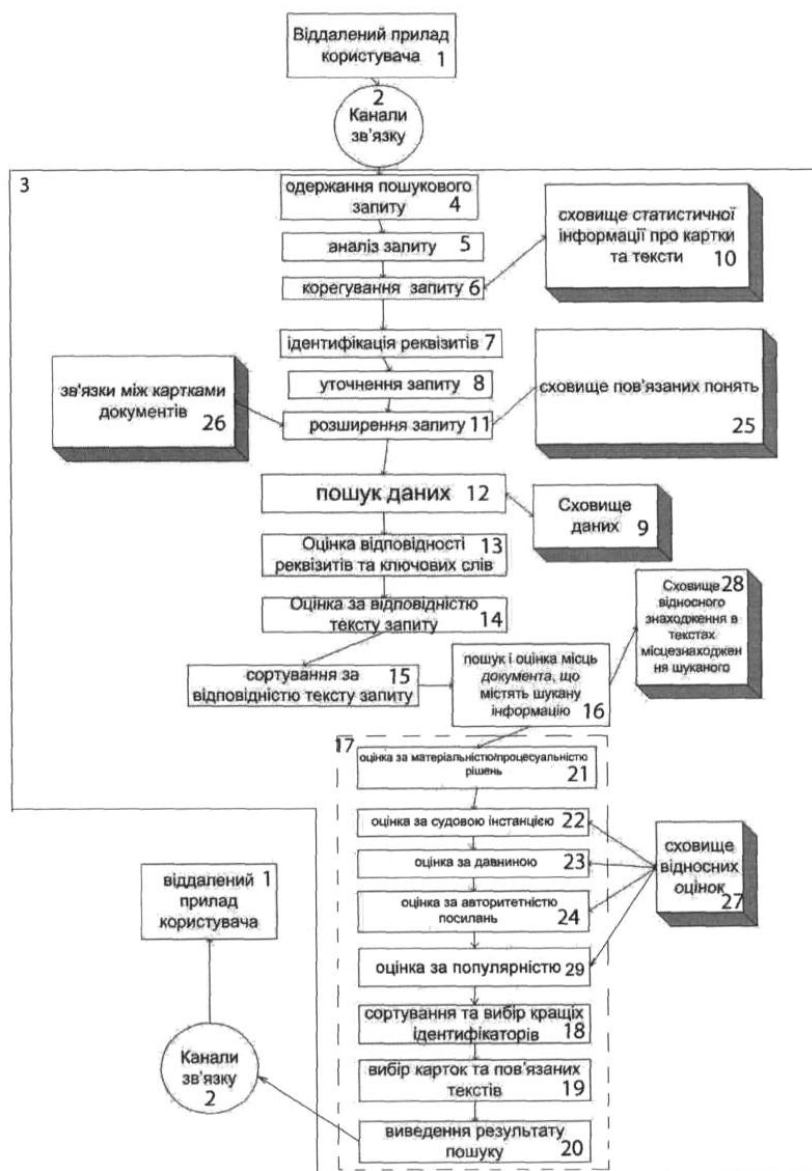 Віддалений прилад
користувача 1
2
Канали
зв'язку
3
одержання пошукового
запиту 4
аналіз запиту 5
корегування запиту 6
сховище статистичної
інформації про картки
та тексти 10
ідентифікація реквізитів 7
уточнення запиту 8
зв'язки між картками
документів
26
розширення запиту 11
сховище пов'язаних понять
25
пошук даних 12
Сховище
даних 9
Оцінка відповідності 13
реквізитів та ключових слів
Оцінка за відповідністю
тексту запиту 14
Сховище 28
відносного
знаходження в
текстах
місцезнаходжен
ня шуканого
сортування за 15
відповідністю тексту запиту
пошук і оцінка місць
документа, що
містять шукану
інформацію 16
17
оцінка за матеріальністю/процесуальністю
рішень 21
оцінка за судовою інстанцією 22
оцінка за давниною 23
оцінка за авторитетністю
посилань 24
оцінка за популярністю 29
сховище
відносних
оцінок
27
сортування та вибір кращіх
ідентифікаторів 18
вибір карток та пов'язаних
текстів 19
виведення результату
пошуку 20
Канали
зв'язку
2
віддалений 1
прилад
користувача